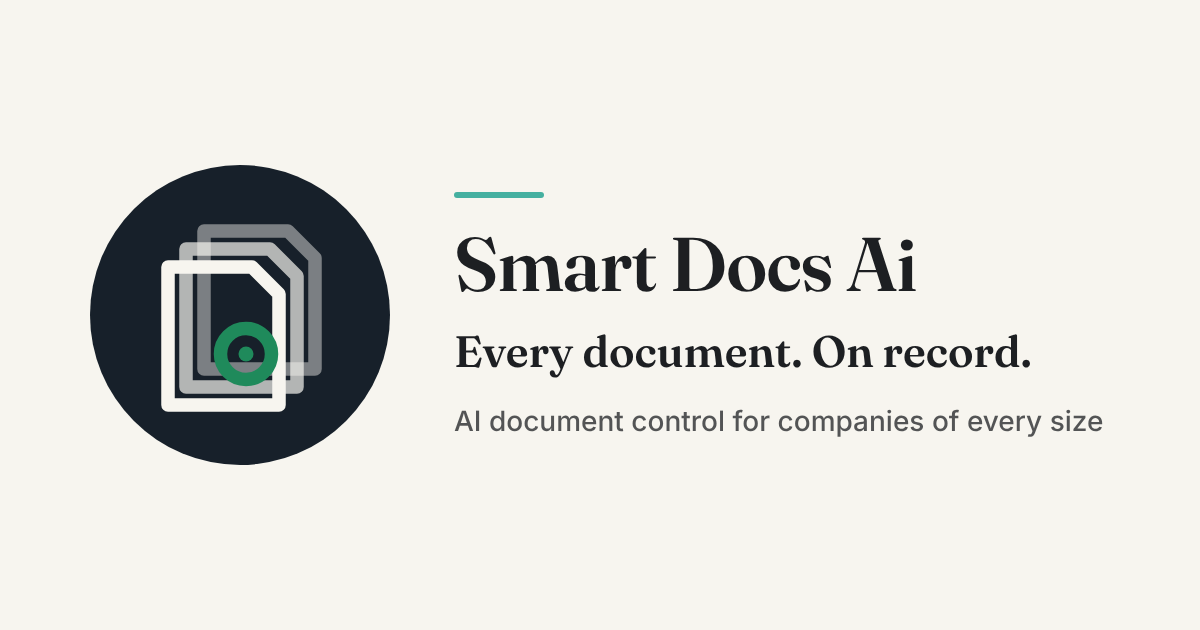 Smart Docs Ai
Every document. On record.
AI document control for companies of every size